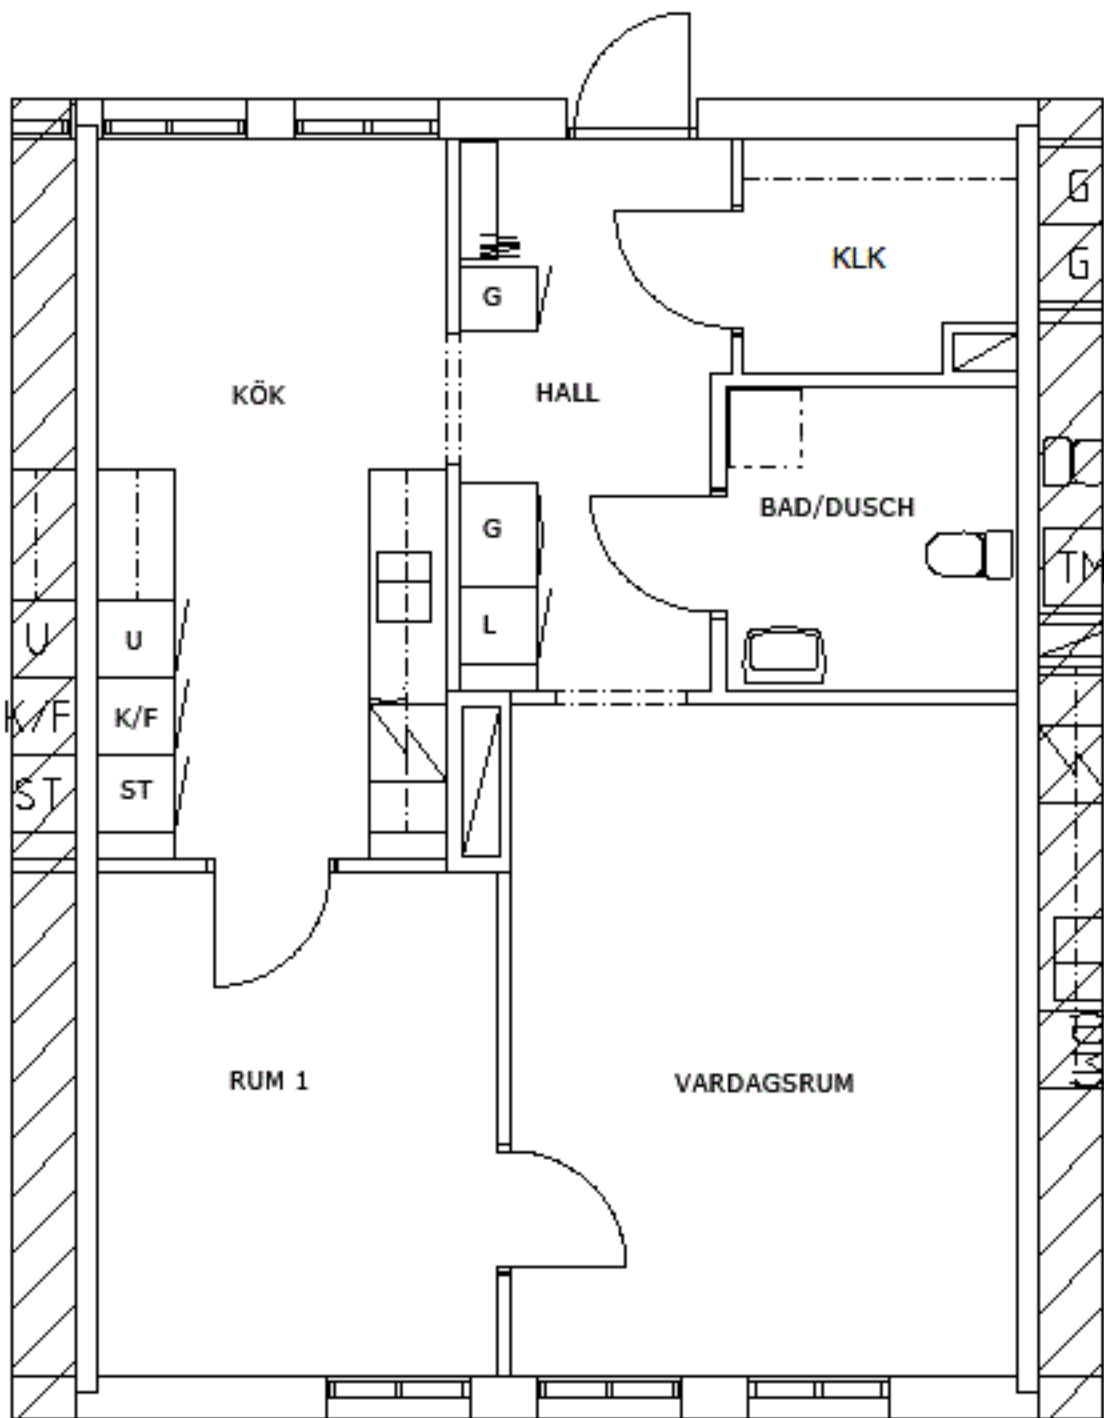 G
KLK
G
G
KÖK
HALL
G
BAD/DUSCH
TM
U
U
L
K/F
K/F
ST
ST
RUM 1
VARDAGSRUM